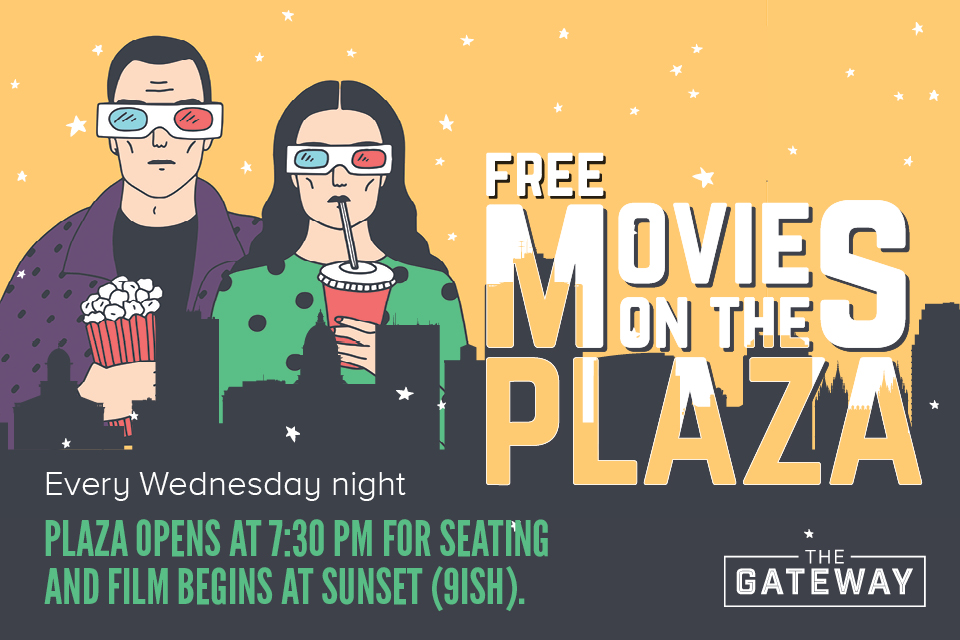 FREE
MOVIES
ON THE
PLAZA
Every Wednesday night
PLAZA OPENS AT 7:30 PM FOR SEATING
AND FILM BEGINS AT SUNSET (9ISH).
THE
GATEWAY